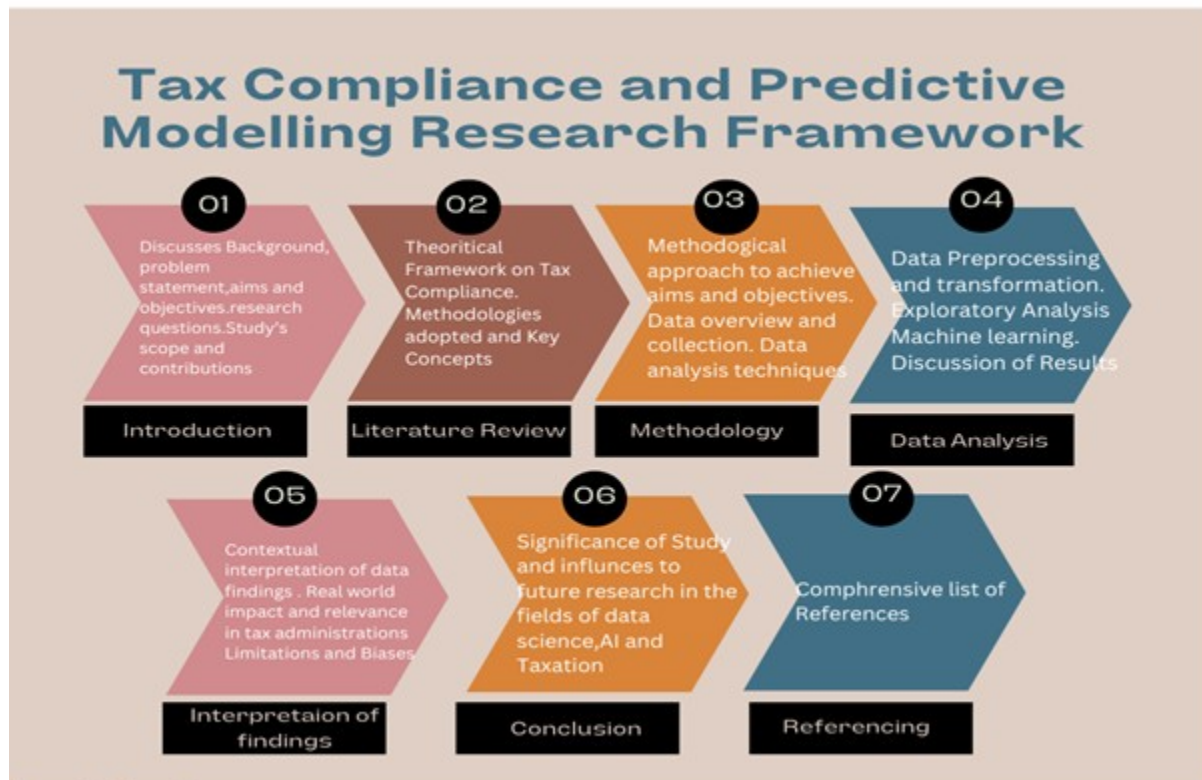 Tax Compliance and Predictive
Modelling Research Framework
01
Discusses Background,
problem
statement,aims and
objectives.research
questions.Study's
scope and
contributions
Introduction
02
Theoritical
Framework on Tax
Compliance.
Methodologies
adopted and Key
Concepts
Literature Review
03
Methodogical
approach to achieve
aims and objectives.
Data overview and
collection. Data
analysis techniques
Methodology
04
Data Preprocessing
and transformation.
Exploratory Analysis
Machine learning.
Discussion of Results
Data Analysis
05
Contextual
interpretation of data
findings . Real world
impact and relevance
in tax administrations
Limitations and Biases
Interpretaion of
findings
06
Significance of Study
and influnces to
future research in the
fields of data
science,AI and
Taxation
Conclusion
07
Comphrensive list of
References
Referencing